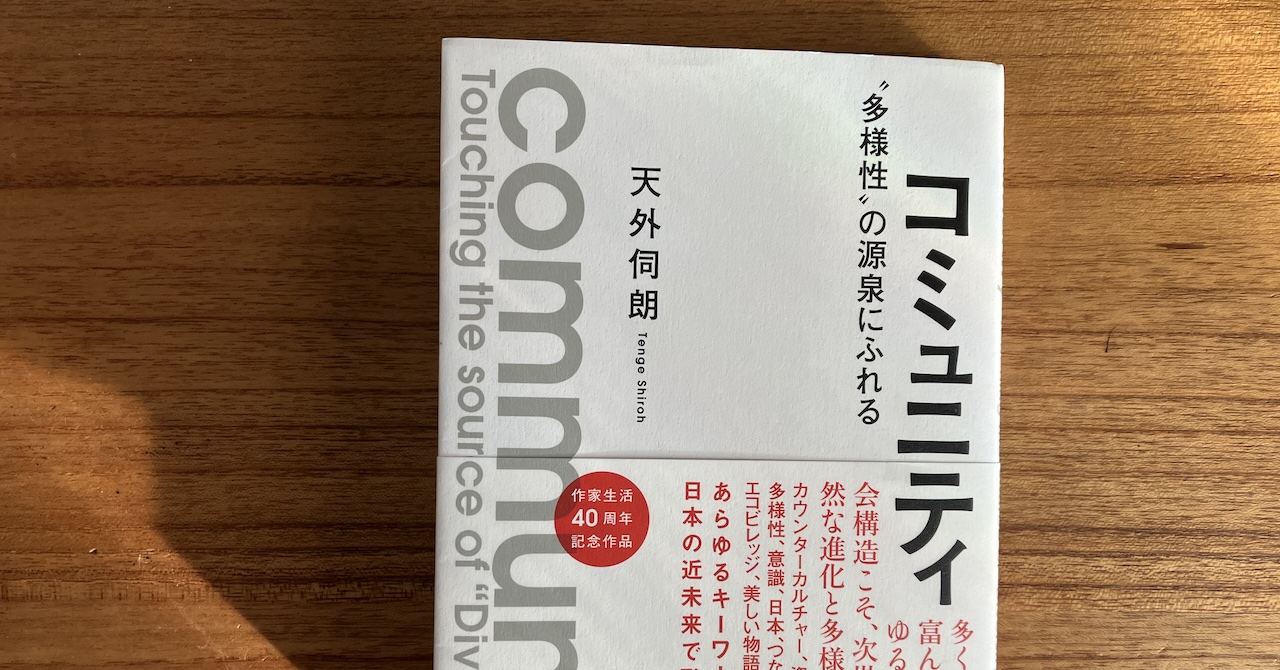 コミュニティ
〝多様性〟の源泉にふれる
天外伺朗
Tenge Shiroh
commun
Touching the source of “Div
多く
富ん
ゆる
会構造こそ、次世
然な進化と多様
カウンターカルチャー、
多様性、意識、日本、つな
エコビレッジ、美しい物語
あらゆるキーワー
日本の近未来で
作家生活
40周年
記念作品